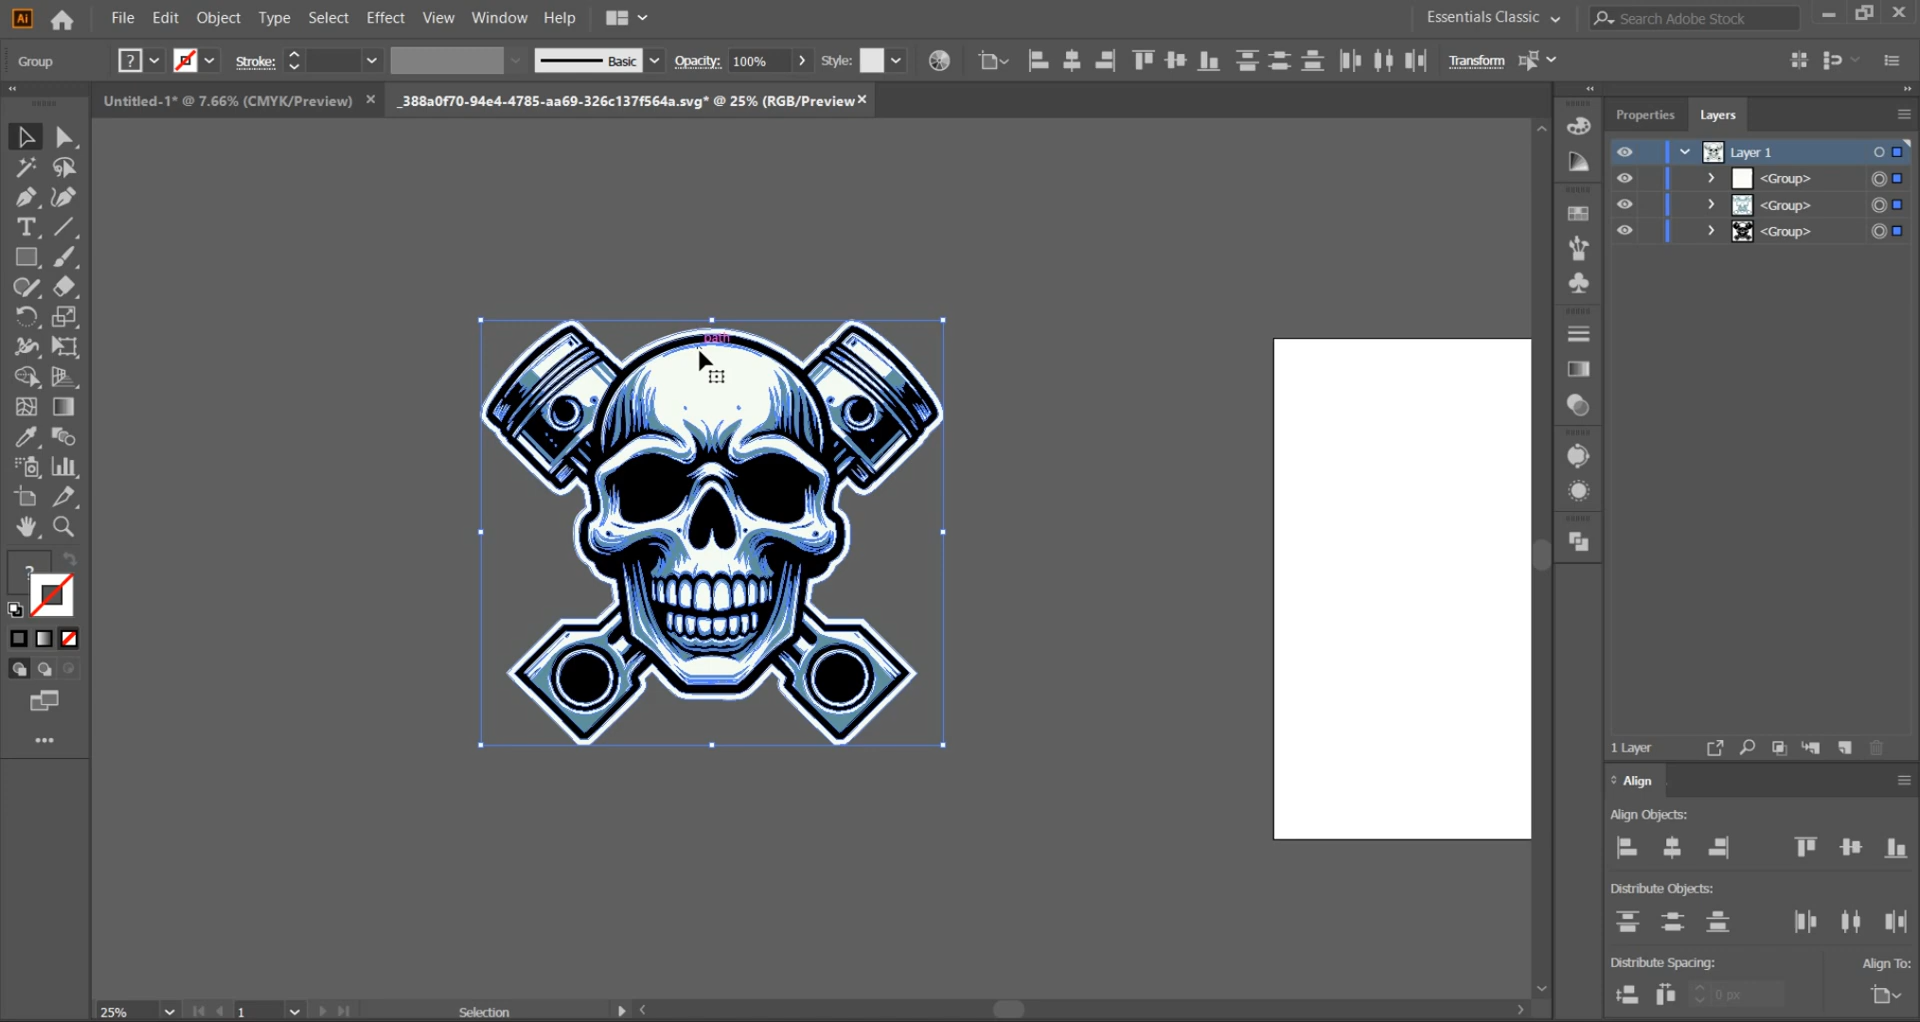 Ai File Edit Object Type Select Effect View Window Help Essentials Classic Search Adobe Stock
Group ? Stroke: Basic Opacity: 100% Style: Transform
Untitled-1* @ 7.66% (CMYK/Preview) _388a0f70-94e4-4785-aa69-326c137f564a.svg* @ 25% (RGB/Preview
Properties Layers
Layer 1
<Group>
<Group>
<Group>
path
?
1 Layer
Align
Align Objects:
Distribute Objects:
Distribute Spacing: Align To:
0 px
25% 1 Selection